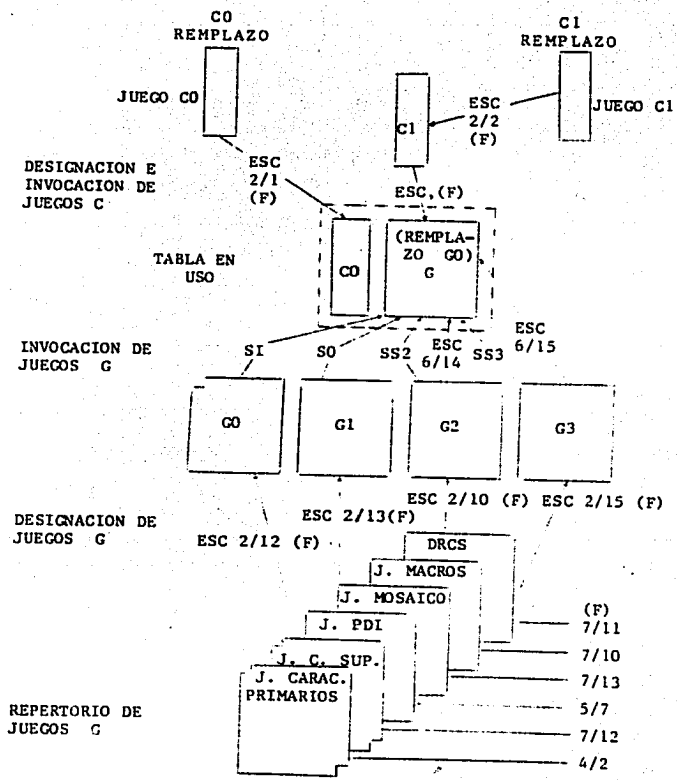 C0
REMPLAZO
C1
REMPLAZO
JUEGO C0
C1
ESC
2/2
(F)
JUEGO C1
DESIGNACION E
INVOCACION DE
JUEGOS C
ESC
2/1
(F)
ESC,(F)
TABLA EN
USO
C0
(REMPLA-
ZO GO)
G
INVOCACION DE
JUEGOS G
SI
SO
SS2
ESC
6/14
SS3
ESC
6/15
G0
G1
G2
G3
DESIGNACION DE
JUEGOS G
ESC 2/12 (F)
ESC 2/13(F)
ESC 2/10 (F)
ESC 2/15 (F)
DRCS
J. MACROS
J. MOSAICO
J. PDI
J. C. SUP.
J. CARAC.
PRIMARIOS
REPERTORIO DE
JUEGOS G
(F)
7/11
7/10
7/13
5/7
7/12
4/2